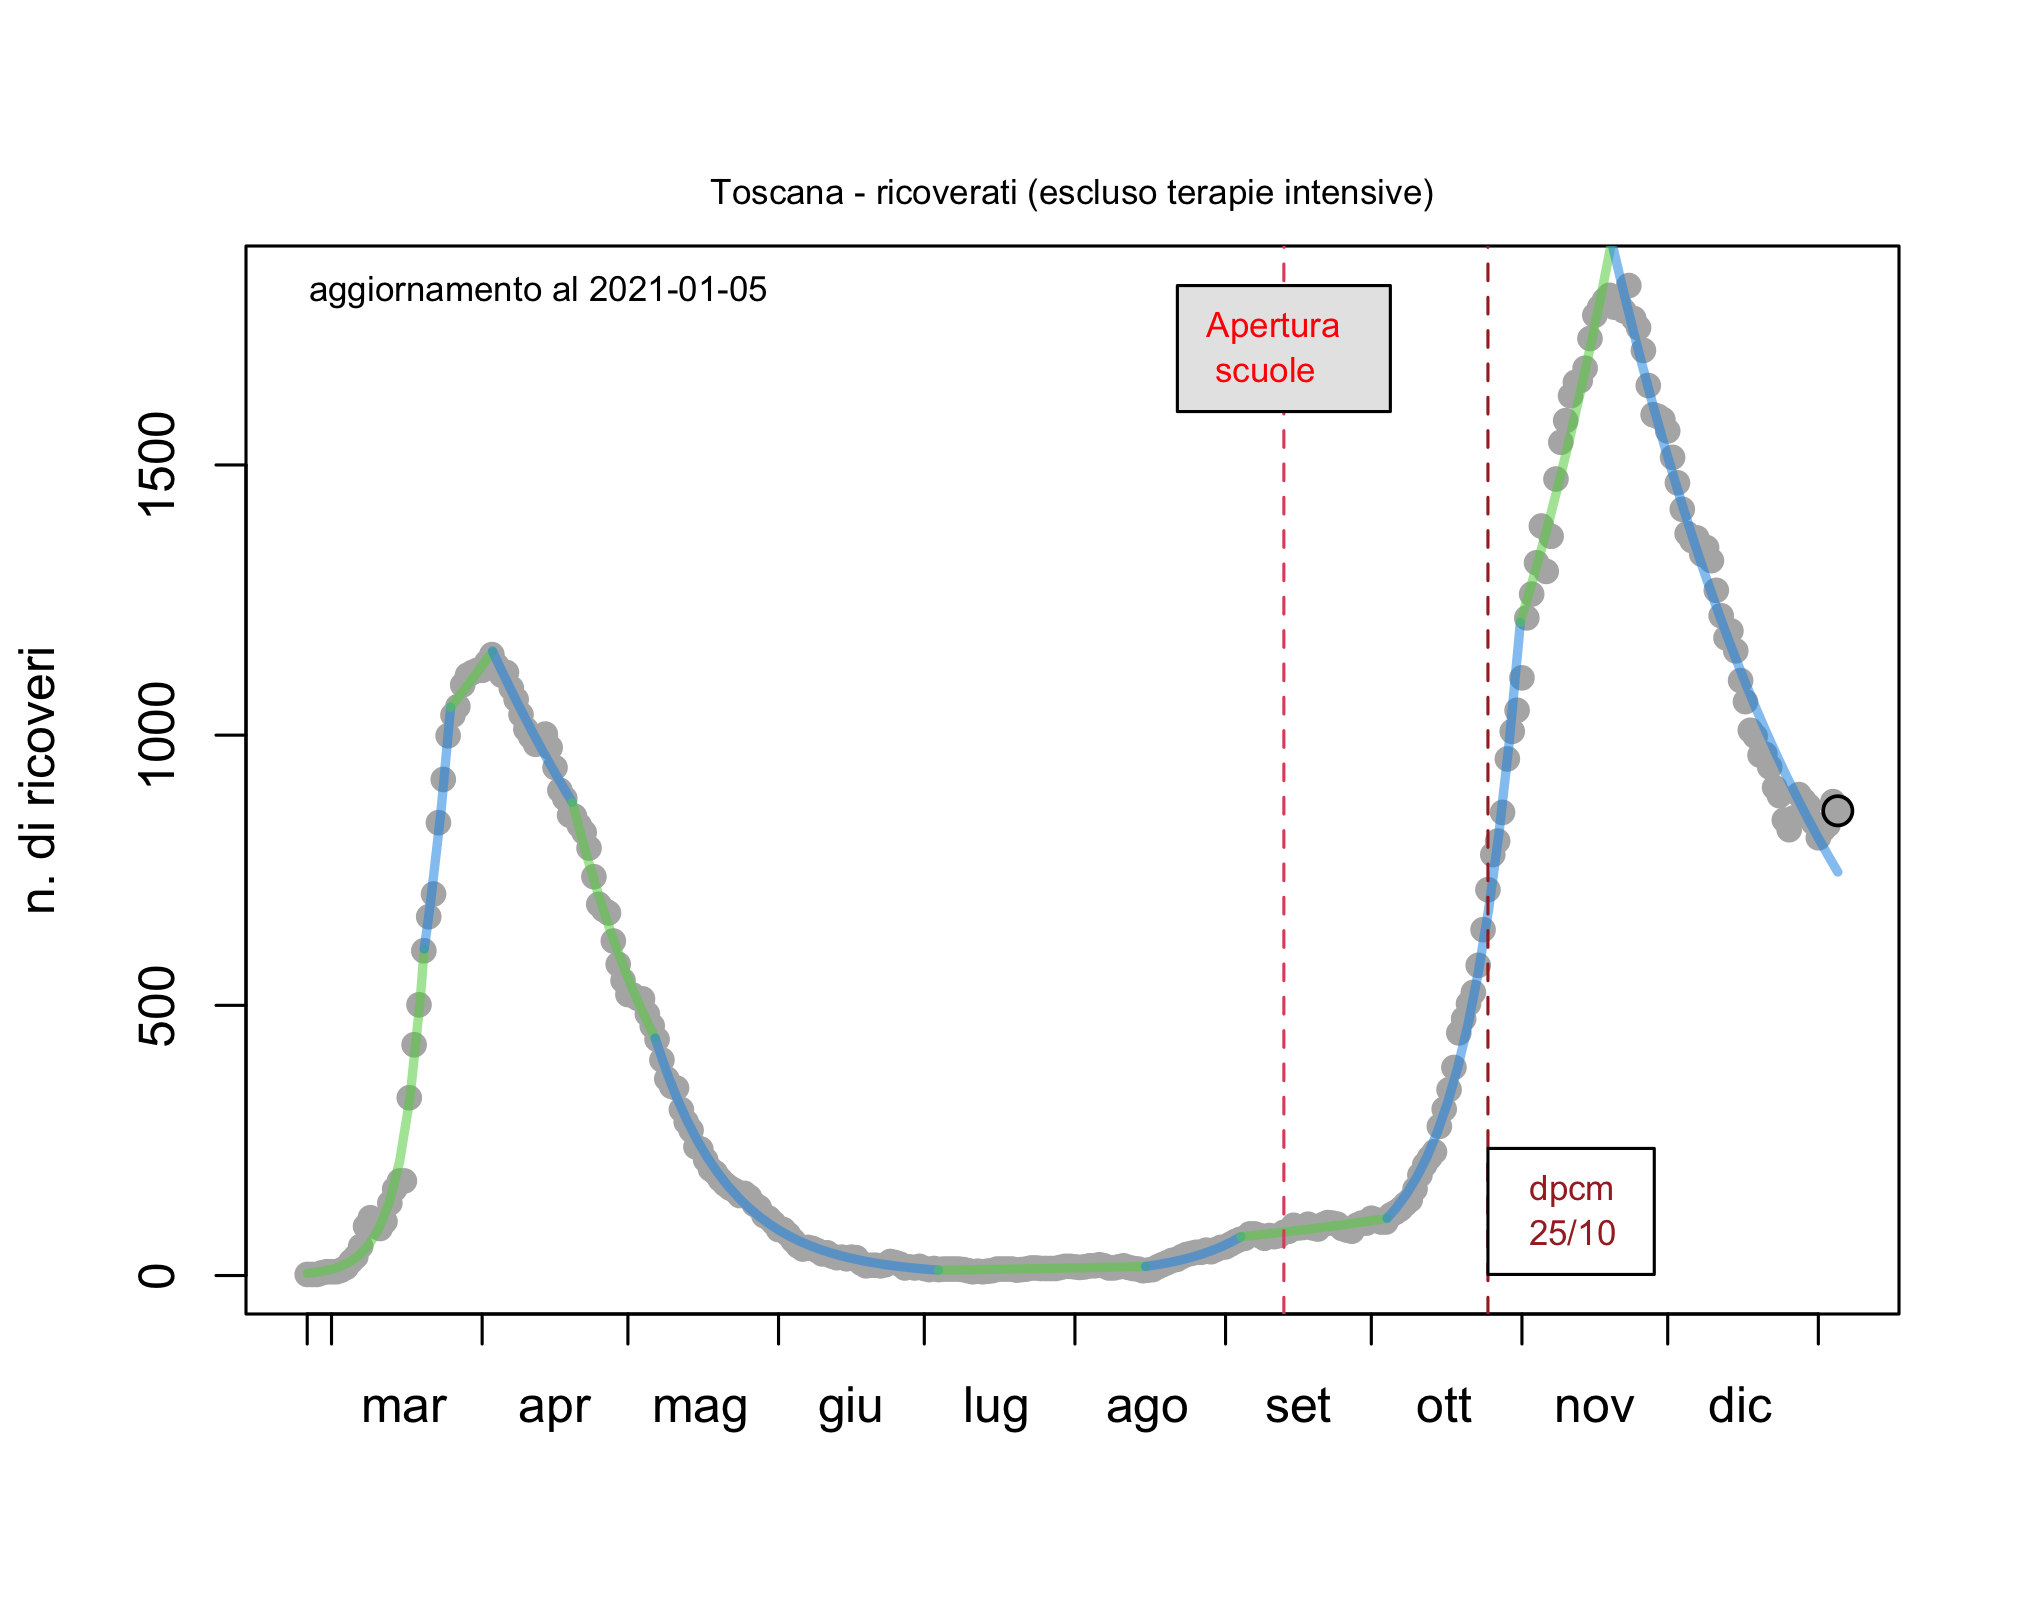 Toscana - ricoverati (escluso terapie intensive)
aggiornamento al 2021-01-05
Apertura
scuole
dpcm
25/10
n. di ricoveri
1500
1000
500
0
mar apr mag giu lug ago set ott nov dic